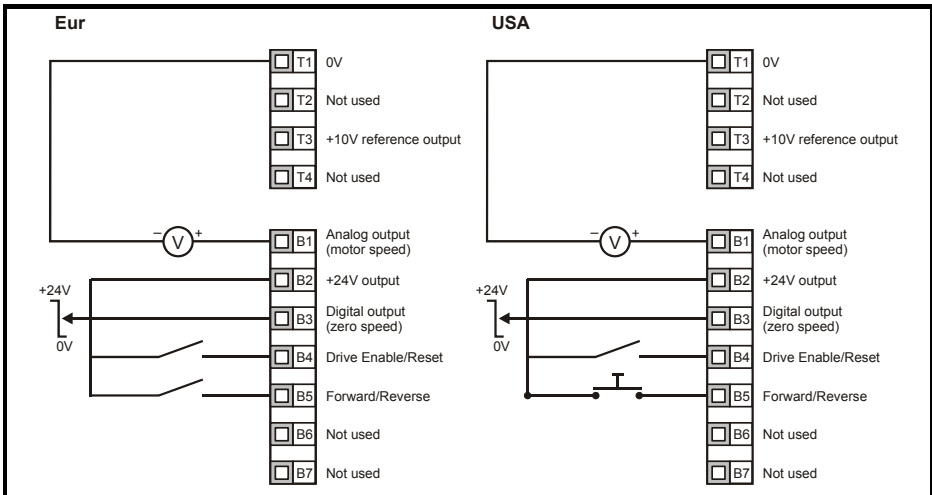 Eur
T1 0V
T2 Not used
T3 +10V reference output
T4 Not used
– V +
B1 Analog output
(motor speed)
B2 +24V output
+24V
B3 Digital output
(zero speed)
0V
B4 Drive Enable/Reset
B5 Forward/Reverse
B6 Not used
B7 Not used
USA
T1 0V
T2 Not used
T3 +10V reference output
T4 Not used
– V +
B1 Analog output
(motor speed)
B2 +24V output
+24V
B3 Digital output
(zero speed)
0V
B4 Drive Enable/Reset
B5 Forward/Reverse
B6 Not used
B7 Not used